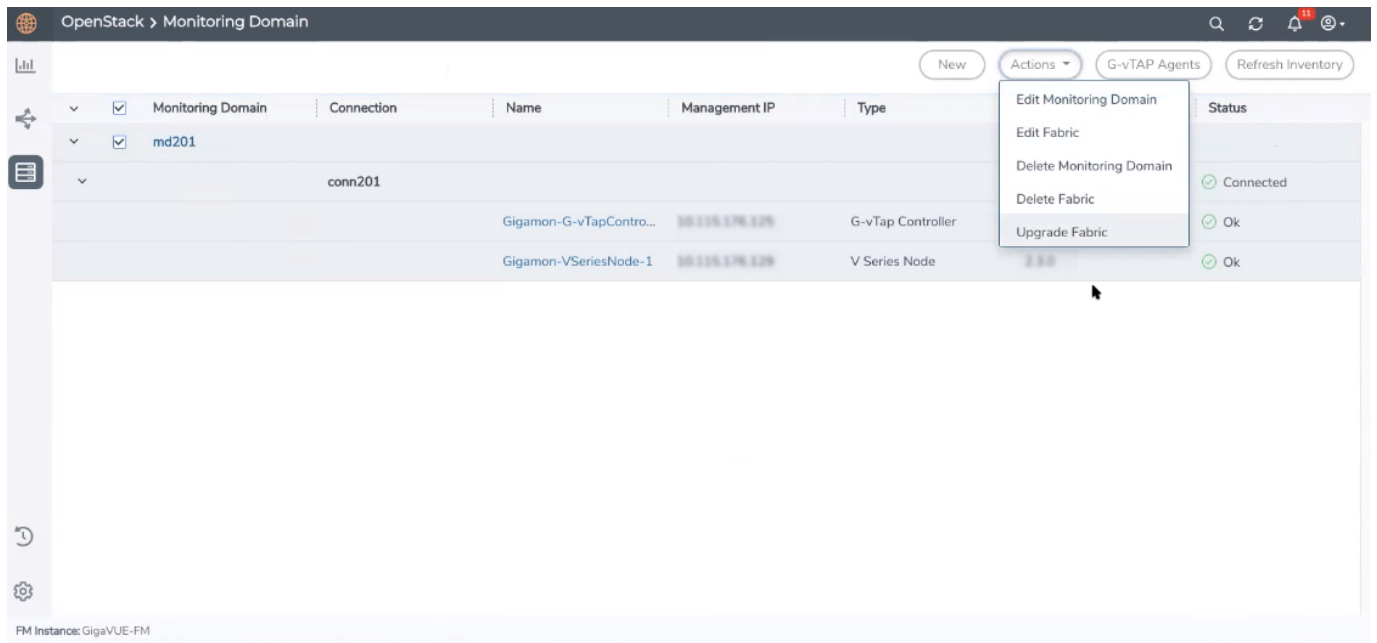 OpenStack > Monitoring Domain
11
New
Actions
G-vTAP Agents
Refresh Inventory
Monitoring Domain
Connection
Name
Management IP
Type
Status
Edit Monitoring Domain
Edit Fabric
Delete Monitoring Domain
Delete Fabric
Upgrade Fabric
md201
conn201
Connected
Gigamon-G-vTapContro...
G-vTap Controller
Ok
Gigamon-VSeriesNode-1
V Series Node
Ok
FM Instance: GigaVUE-FM